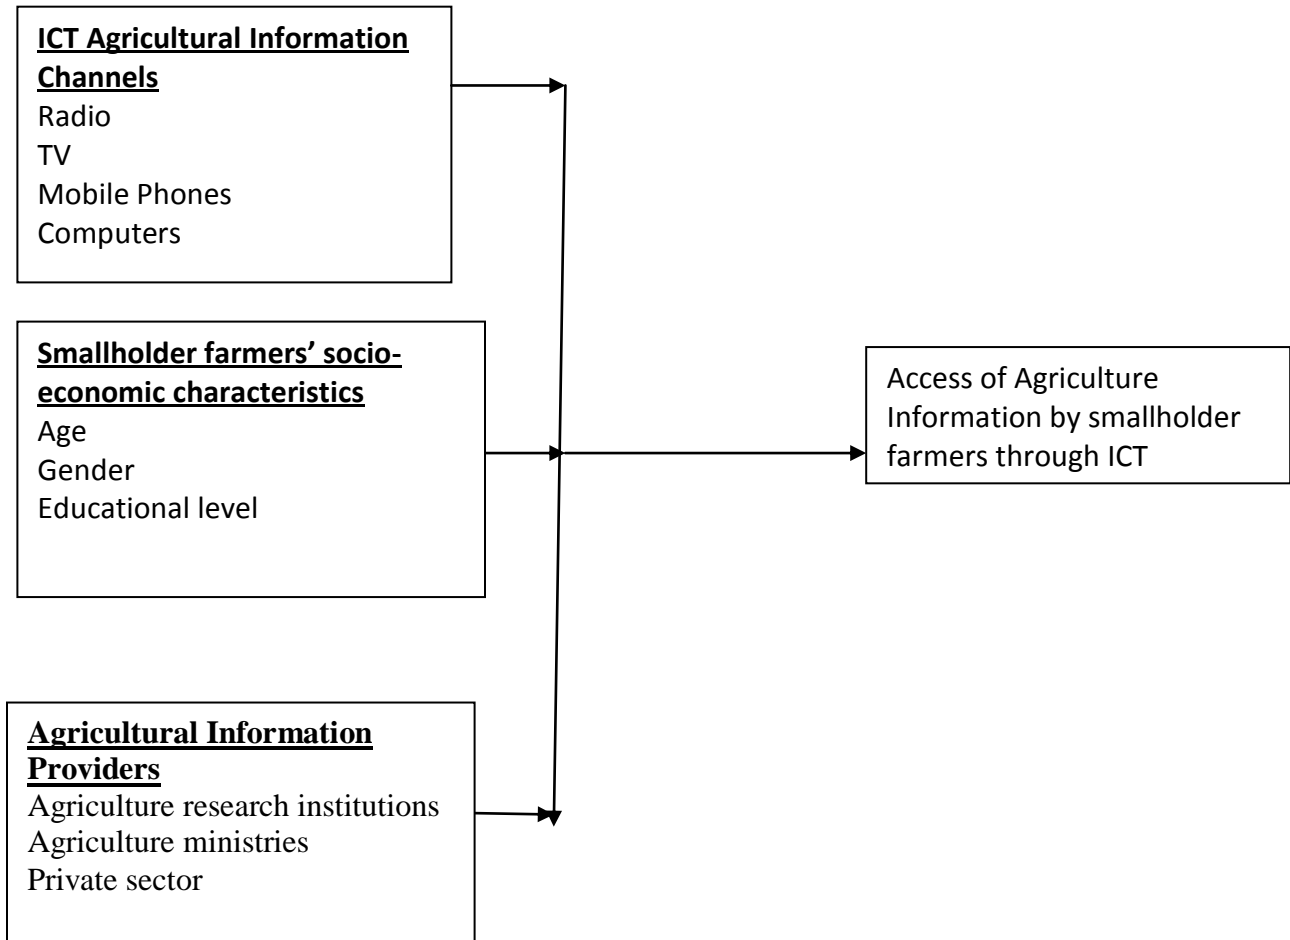 ICT Agricultural Information
Channels
Radio
TV
Mobile Phones
Computers
Smallholder farmers’ socio-
economic characteristics
Age
Gender
Educational level
Access of Agriculture
Information by smallholder
farmers through ICT
Agricultural Information
Providers
Agriculture research institutions
Agriculture ministries
Private sector